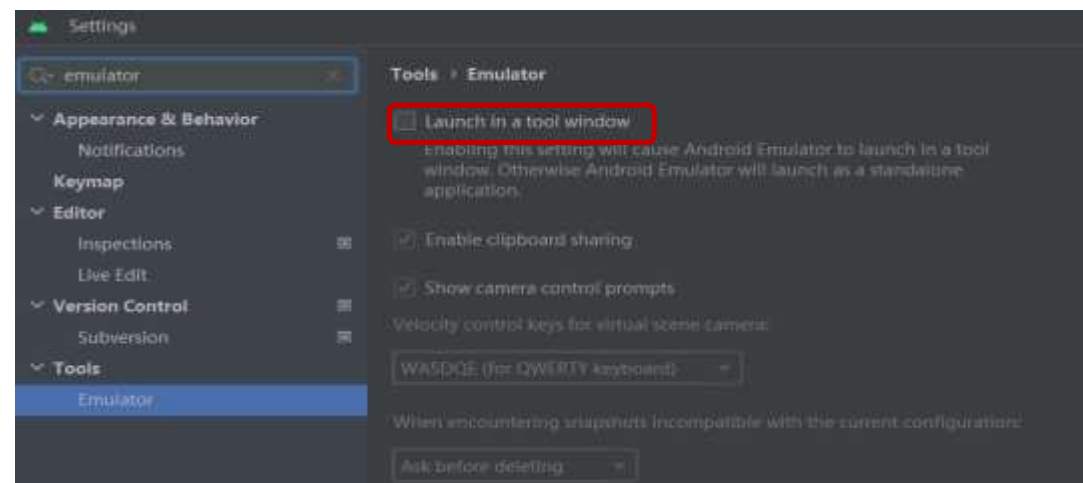 Settings
emulator
Appearance & Behavior
Notifications
Keymap
Editor
Inspections
Live Edit
Version Control
Subversion
Tools
Emulator
Tools › Emulator
Launch in a tool window
Enabling this setting will cause Android Emulator to launch in a tool
window. Otherwise Android Emulator will launch as a standalone
application.
Enable clipboard sharing
Show camera control prompts
Velocity control keys for virtual scene camera:
WASDQE (for QWERTY keyboard)
When encountering snapshots incompatible with the current configuration:
Ask before deleting